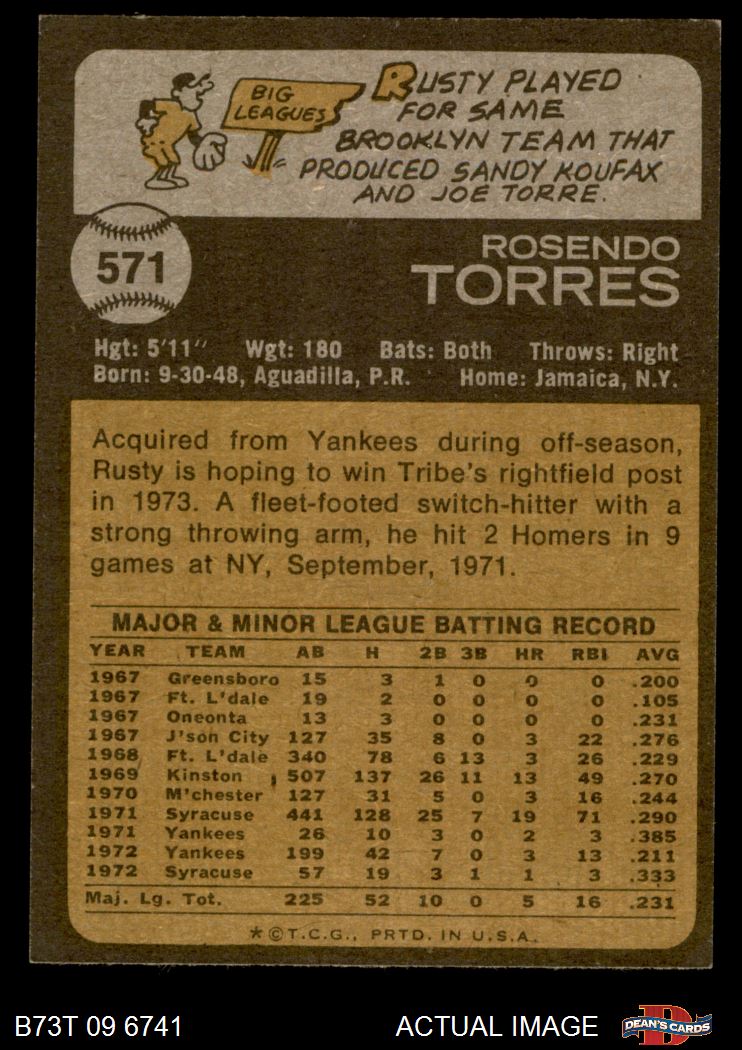 BIG
LEAGUES
RUSTY PLAYED
FOR SAME
BROOKLYN TEAM THAT
PRODUCED SANDY KOUFAX
AND JOE TORRE.
571
ROSENDO
TORRES
Hgt: 5'11" Wgt: 180 Bats: Both Throws: Right
Born: 9-30-48, Aguadilla, P.R. Home: Jamaica, N.Y.
Acquired from Yankees during off-season,
Rusty is hoping to win Tribe's rightfield post
in 1973. A fleet-footed switch-hitter with a
strong throwing arm, he hit 2 Homers in 9
games at NY, September, 1971.
MAJOR & MINOR LEAGUE BATTING RECORD
YEAR TEAM AB H 2B 3B HR RBI AVG
1967 Greensboro 15 3 1 0 0 0 .200
1967 Ft. L'dale 19 2 0 0 0 0 .105
1967 Oneonta 13 3 0 0 0 0 .231
1967 J'son City 127 35 8 0 3 22 .276
1968 Ft. L'dale 340 78 6 13 3 26 .229
1969 Kinston 507 137 26 11 13 49 .270
1970 M'chester 127 31 5 0 3 16 .244
1971 Syracuse 441 128 25 7 19 71 .290
1971 Yankees 26 10 3 0 2 3 .385
1972 Yankees 199 42 7 0 3 13 .211
1972 Syracuse 57 19 3 1 1 3 .333
Maj. Lg. Tot. 225 52 10 0 5 16 .231
*©T.C.G., PRTD. IN U.S.A.
B73T 09 6741 ACTUAL IMAGE D DEAN'S CARDS